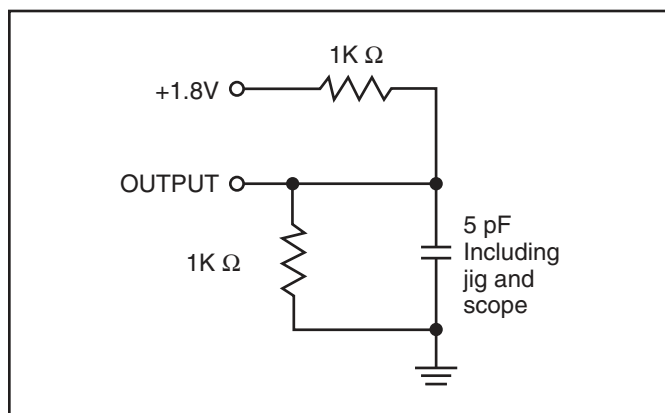 1K Ω
+1.8V
OUTPUT
1K Ω
5 pF
Including
jig and
scope